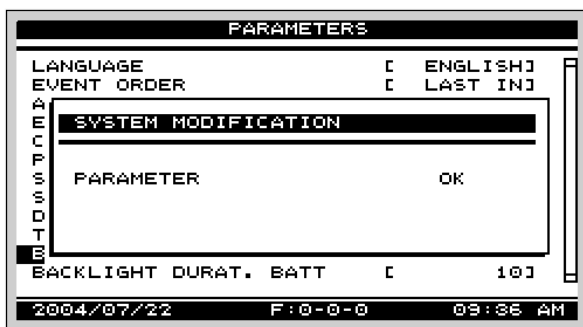 PARAMETERS
LANGUAGE [ ENGLISH]
EVENT ORDER [ LAST IN]
A
E
SYSTEM MODIFICATION
C
P
S
PARAMETER OK
S
D
T
B
BACKLIGHT DURAT. BATT [ 10]
2004/07/22 F:0-0-0 09:36 AM